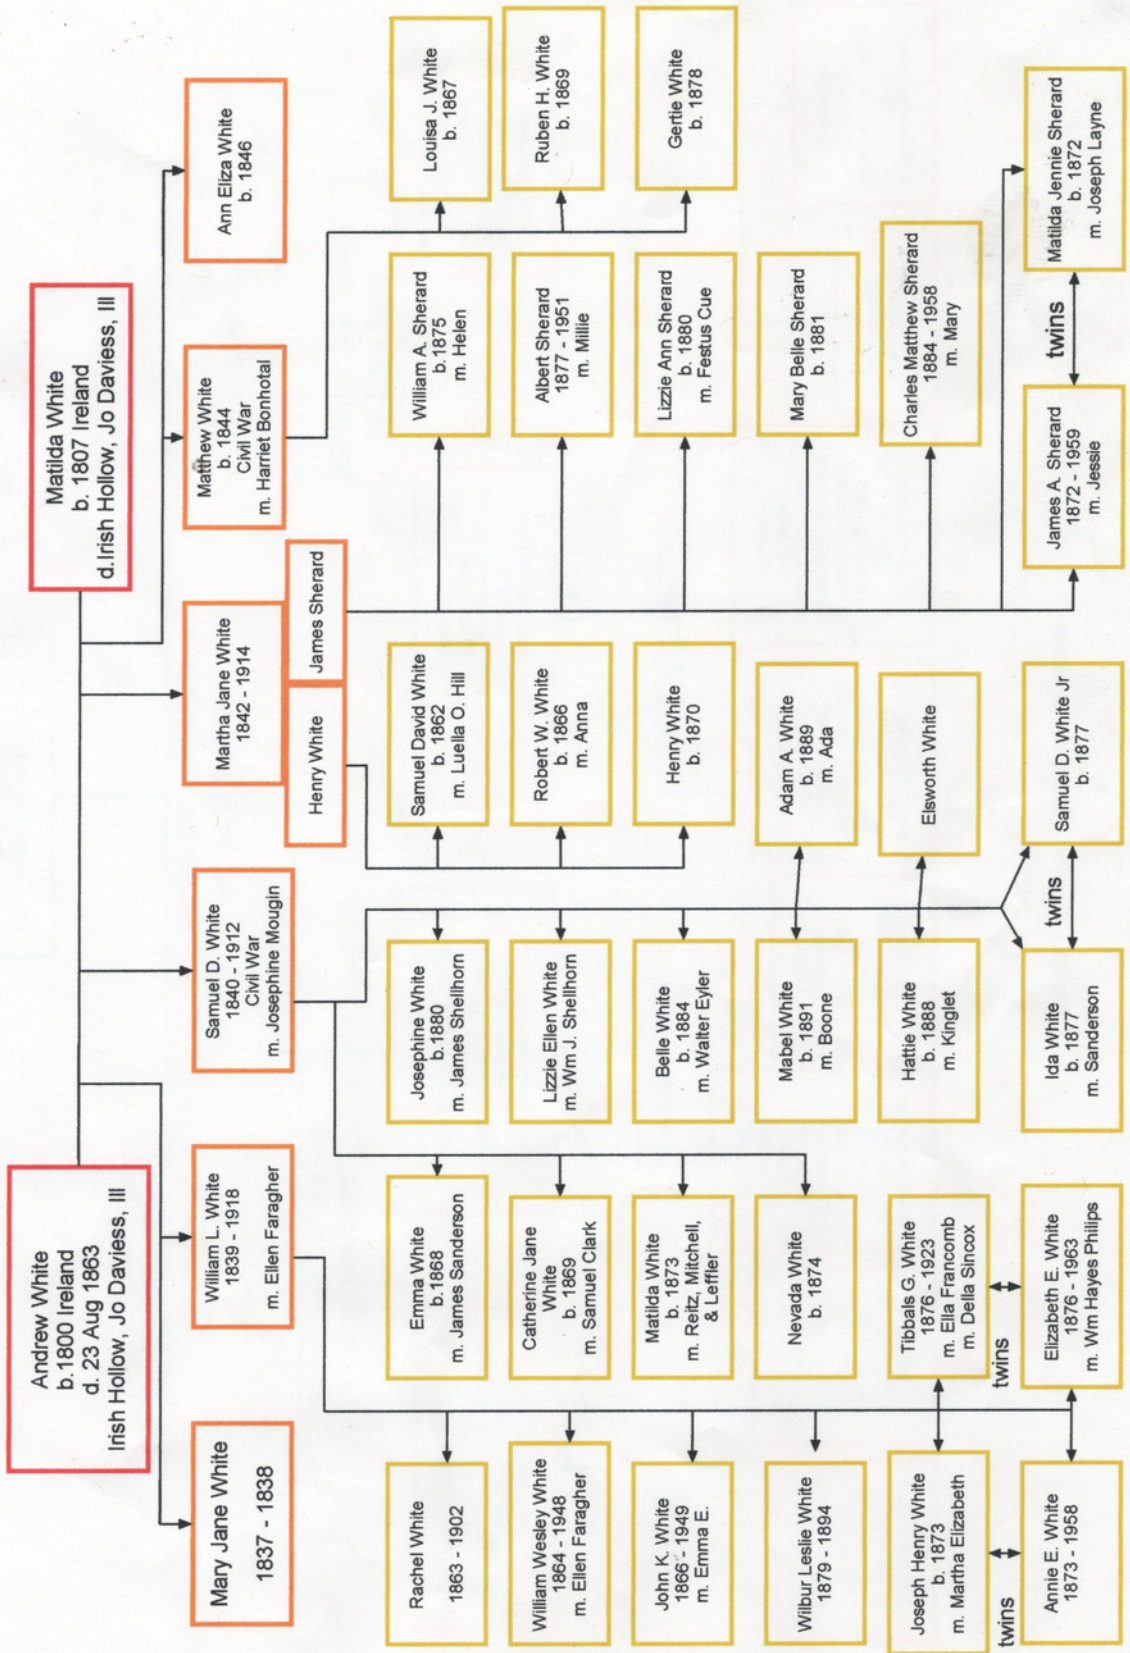 Andrew White
b.1800 Ireland
d. 23 Aug 1863
Irish Hollow, Jo Daviess, Ill
Matilda White
b. 1807 Ireland
d.Irish Hollow, Jo Daviess, Ill
Mary Jane White
1837 - 1838
William L. White
1839 - 1918
m. Ellen Faragher
Samuel D. White
1840 - 1912
Civil War
m. Josephine Mougin
Martha Jane White
1842 - 1914
Henry White
James Sherard
Matthew White
b. 1844
Civil War
m. Harriet Bonhotal
Ann Eliza White
b. 1846
Rachel White
1863 - 1902
William Wesley White
1864 - 1948
m. Ellen Faragher
John K. White
1866 - 1949
m. Emma E.
Wilbur Leslie White
1879 - 1894
Joseph Henry White
b. 1873
m. Martha Elizabeth
twins
Annie E. White
1873 - 1958
Tibbals G. White
1876 - 1923
m. Ella Francomb
m. Della Sincox
twins
Elizabeth E. White
1876 - 1963
m. Wm Hayes Philips
Emma White
b.1868
m. James Sanderson
Catherine Jane
White
b. 1869
m. Samuel Clark
Matilda White
b. 1873
m. Reitz, Mitchell,
& Leffler
Nevada White
b. 1874
Josephine White
b.1880
m. James Shellhorn
Lizzie Ellen White
m. Wm J. Shellhorn
Belle White
b. 1884
m. Walter Eyler
Mabel White
b. 1891
m. Boone
Hattie White
b. 1888
m. Kinglet
Ida White
b. 1877
m. Sanderson
twins
Samuel D. White Jr
b. 1877
Adam A. White
b. 1889
m. Ada
Elsworth White
Samuel David White
b. 1862
m. Luella O. Hill
Robert W. White
b. 1866
m. Anna
Henry White
b. 1870
William A. Sherard
b.1875
m. Helen
Albert Sherard
1877 - 1951
m. Millie
Lizzie Ann Sherard
b. 1880
m. Festus Cue
Mary Belle Sherard
b. 1881
Charles Matthew Sherard
1884 - 1958
m. Mary
James A. Sherard
1872 - 1959
m. Jessie
twins
Matilda Jennie Sherard
b. 1872
m. Joseph Layne
Louisa J. White
b. 1867
Ruben H. White
b. 1869
Gertie White
b. 1878